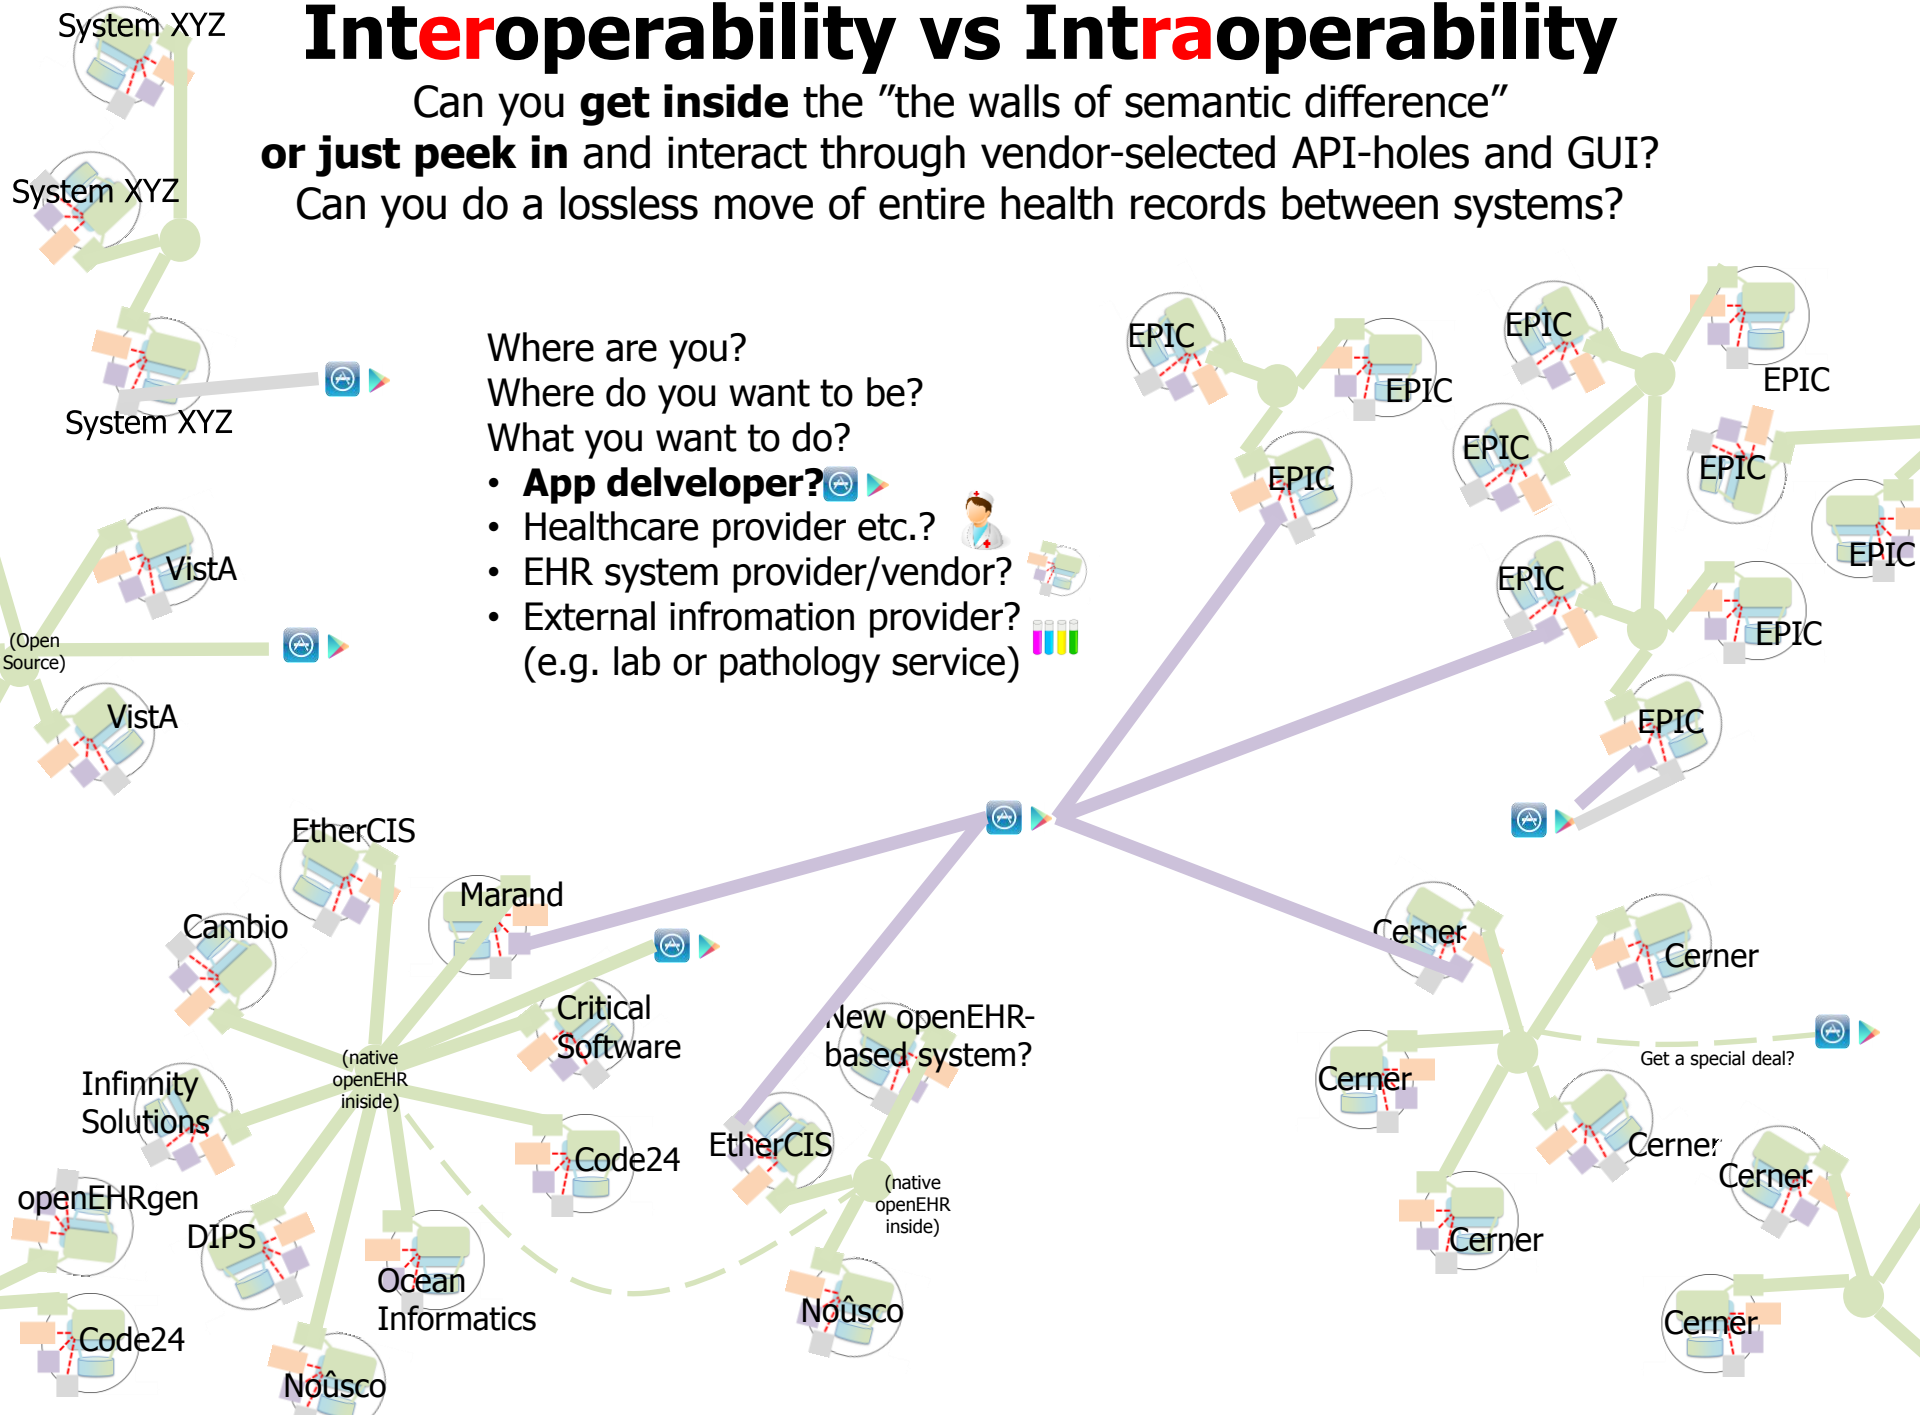 Interoperability vs Intraoperability
Can you get inside the ”the walls of semantic difference”
or just peek in and interact through vendor-selected API-holes and GUI?
Can you do a lossless move of entire health records between systems?
System XYZ
System XYZ
System XYZ
Where are you?
Where do you want to be?
What you want to do?
• App delveloper?
• Healthcare provider etc.?
• EHR system provider/vendor?
• External infromation provider?
(e.g. lab or pathology service)
EPIC
EPIC
EPIC
EPIC
EPIC
EPIC
EPIC
EPIC
EPIC
EPIC
EPIC
VistA
(Open
Source)
VistA
EtherCIS
Marand
Cambio
Critical
Software
(native
openEHR
iniside)
Infinnity
Solutions
Code24
openEHRgen
DIPS
Ocean
Informatics
Code24
Noûsco
New openEHR-
based system?
EtherCIS
(native
openEHR
inside)
Noûsco
Cerner
Cerner
Get a special deal?
Cerner
Cerner
Cerner
Cerner
Cerner